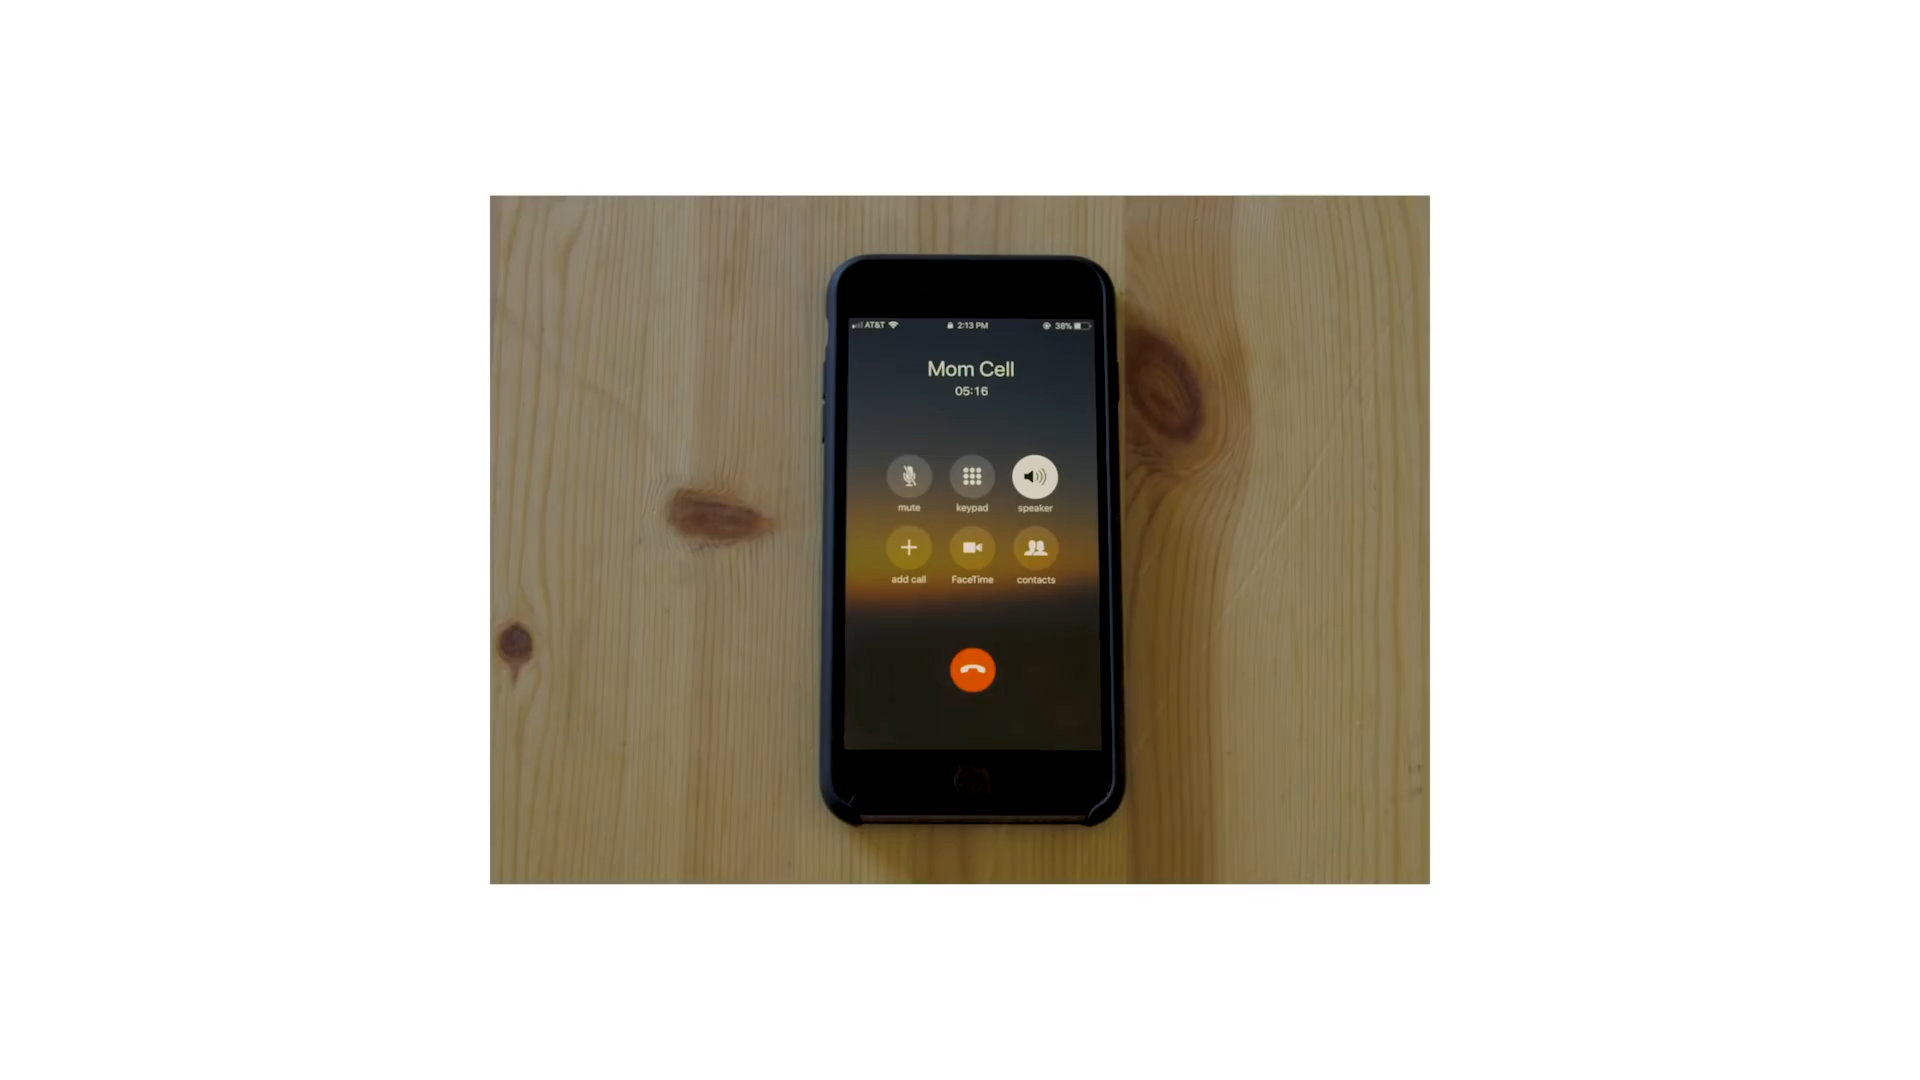 AT&T 2:13 PM 38%
Mom Cell
05:16
mute keypad speaker
add call FaceTime contacts